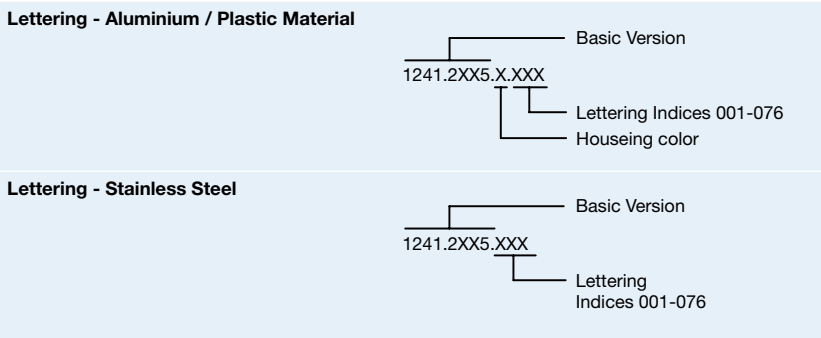 Lettering - Aluminium / Plastic Material
Basic Version
1241.2XX5.X.XXX
Lettering Indices 001-076
Houseing color
Lettering - Stainless Steel
Basic Version
1241.2XX5.XXX
Lettering
Indices 001-076